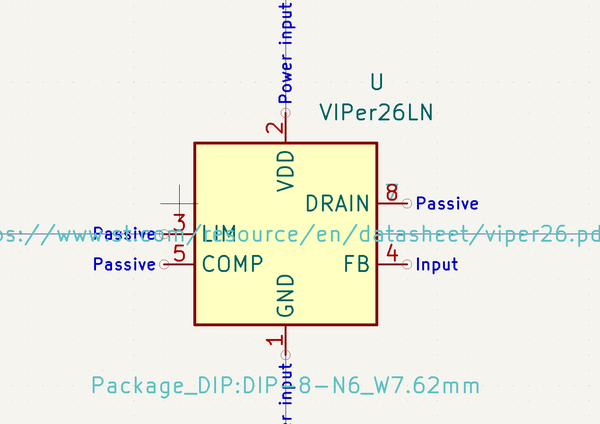 Power input
U
VIPer26LN
2
VDD
DRAIN
8
Passive
3
Passive
LIM
s://www.st.com/resource/en/datasheet/viper26.pd
5
Passive
COMP
FB
4
Input
GND
1
Package_DIP:DIP-8-N6_W7.62mm
input